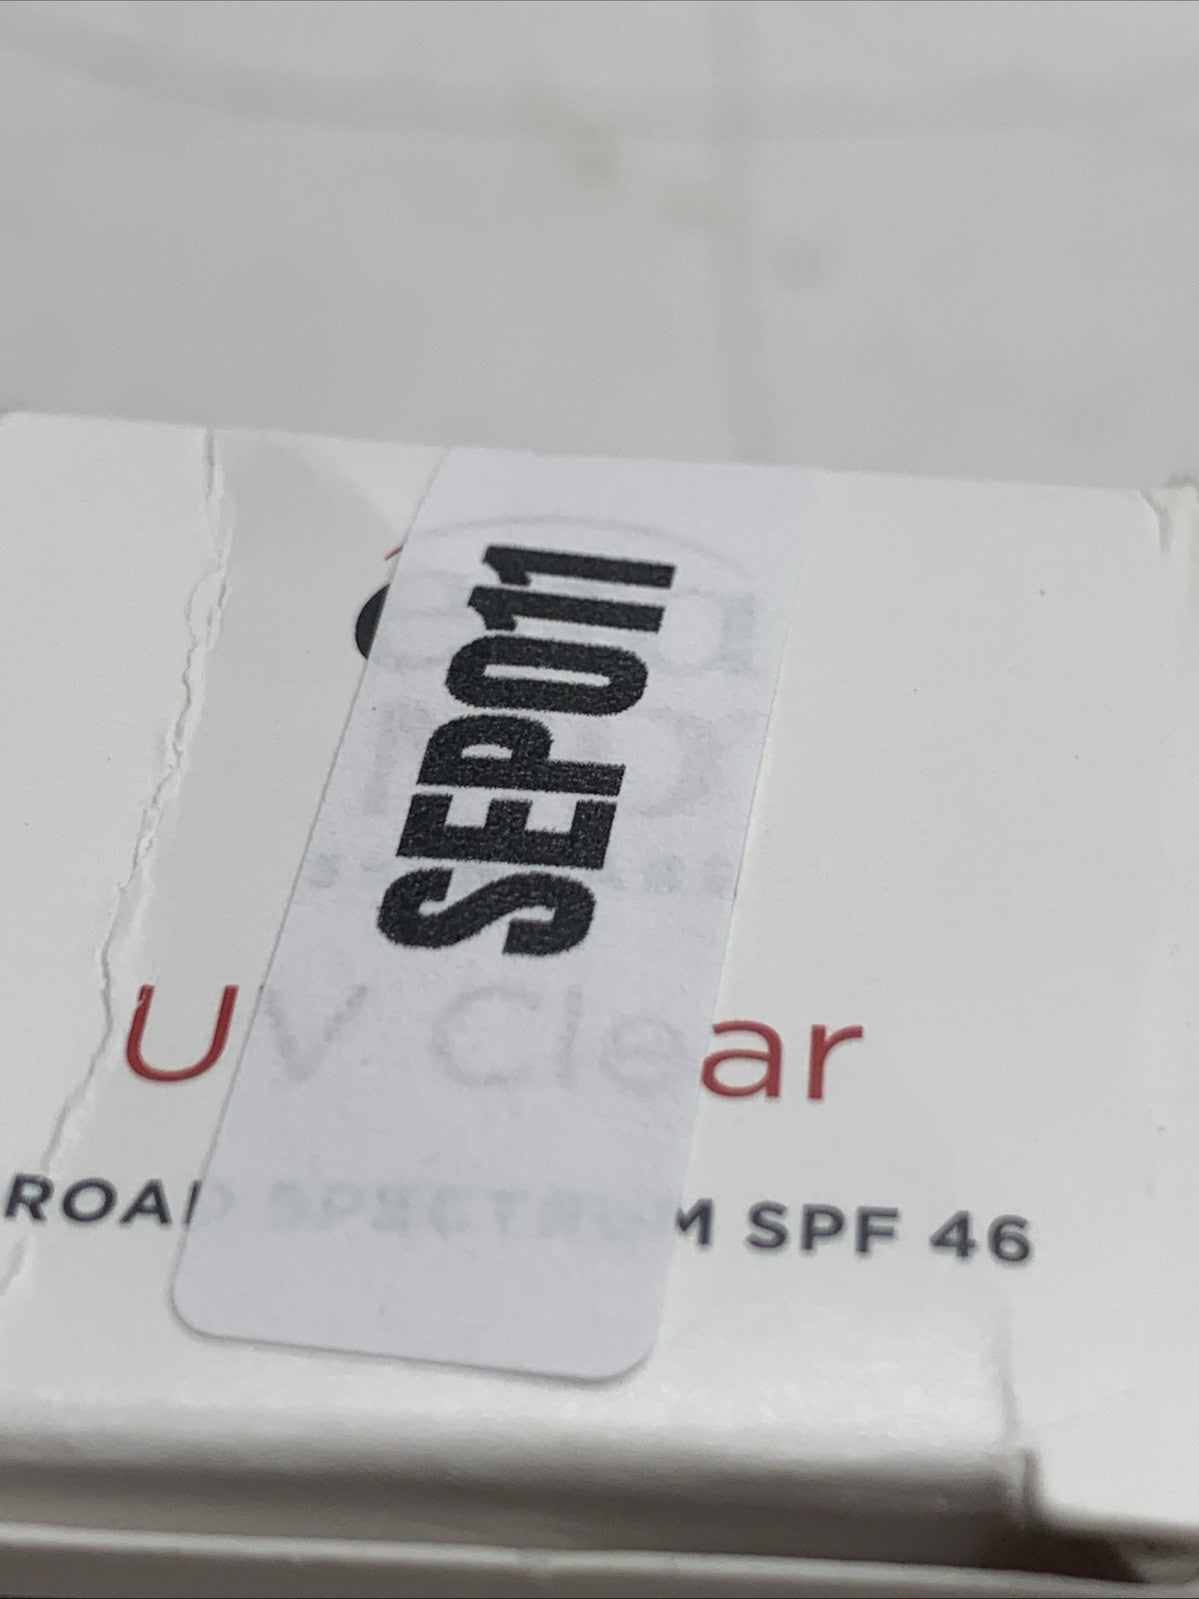 SEP011
UV Clear
ROAD SPECTRUM SPF 46